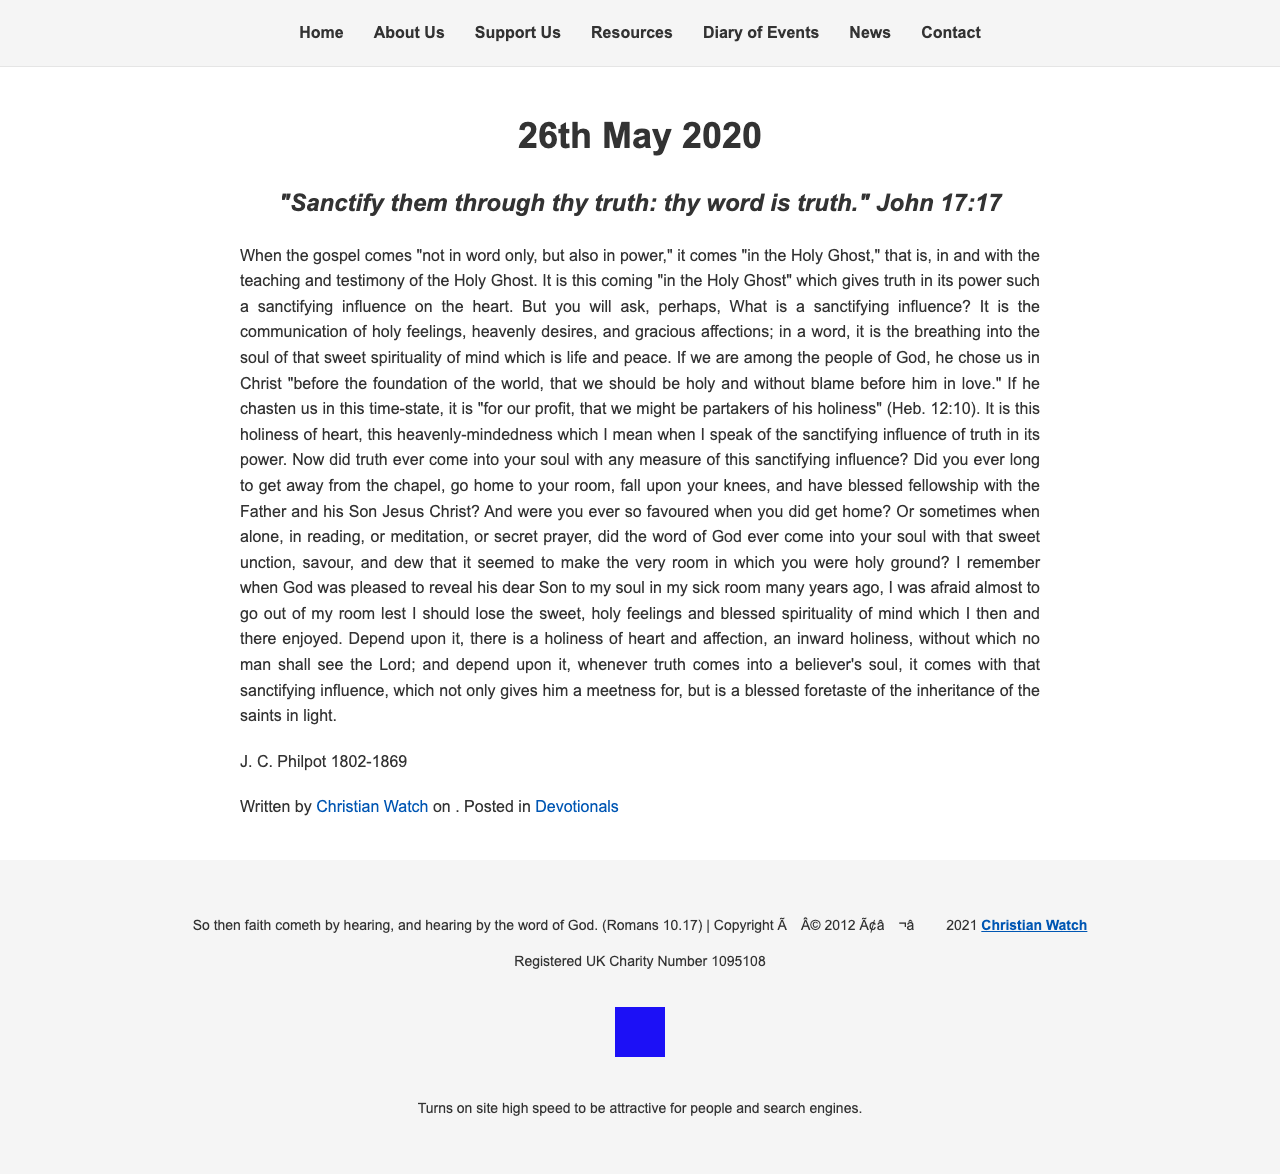 Home About Us Support Us Resources Diary of Events News Contact
26th May 2020
"Sanctify them through thy truth: thy word is truth." John 17:17
When the gospel comes "not in word only, but also in power," it comes "in the Holy Ghost," that is, in and with the
teaching and testimony of the Holy Ghost. It is this coming "in the Holy Ghost" which gives truth in its power such
a sanctifying influence on the heart. But you will ask, perhaps, What is a sanctifying influence? It is the
communication of holy feelings, heavenly desires, and gracious affections; in a word, it is the breathing into the
soul of that sweet spirituality of mind which is life and peace. If we are among the people of God, he chose us in
Christ "before the foundation of the world, that we should be holy and without blame before him in love." If he
chasten us in this time-state, it is "for our profit, that we might be partakers of his holiness" (Heb. 12:10). It is this
holiness of heart, this heavenly-mindedness which I mean when I speak of the sanctifying influence of truth in its
power. Now did truth ever come into your soul with any measure of this sanctifying influence? Did you ever long
to get away from the chapel, go home to your room, fall upon your knees, and have blessed fellowship with the
Father and his Son Jesus Christ? And were you ever so favoured when you did get home? Or sometimes when
alone, in reading, or meditation, or secret prayer, did the word of God ever come into your soul with that sweet
unction, savour, and dew that it seemed to make the very room in which you were holy ground? I remember
when God was pleased to reveal his dear Son to my soul in my sick room many years ago, I was afraid almost to
go out of my room lest I should lose the sweet, holy feelings and blessed spirituality of mind which I then and
there enjoyed. Depend upon it, there is a holiness of heart and affection, an inward holiness, without which no
man shall see the Lord; and depend upon it, whenever truth comes into a believer's soul, it comes with that
sanctifying influence, which not only gives him a meetness for, but is a blessed foretaste of the inheritance of the
saints in light.
J. C. Philpot 1802-1869
Written by Christian Watch on . Posted in Devotionals
So then faith cometh by hearing, and hearing by the word of God. (Romans 10.17) | Copyright Ã Â© 2012 Ã¢â ¬â 2021 Christian Watch
Registered UK Charity Number 1095108
Turns on site high speed to be attractive for people and search engines.